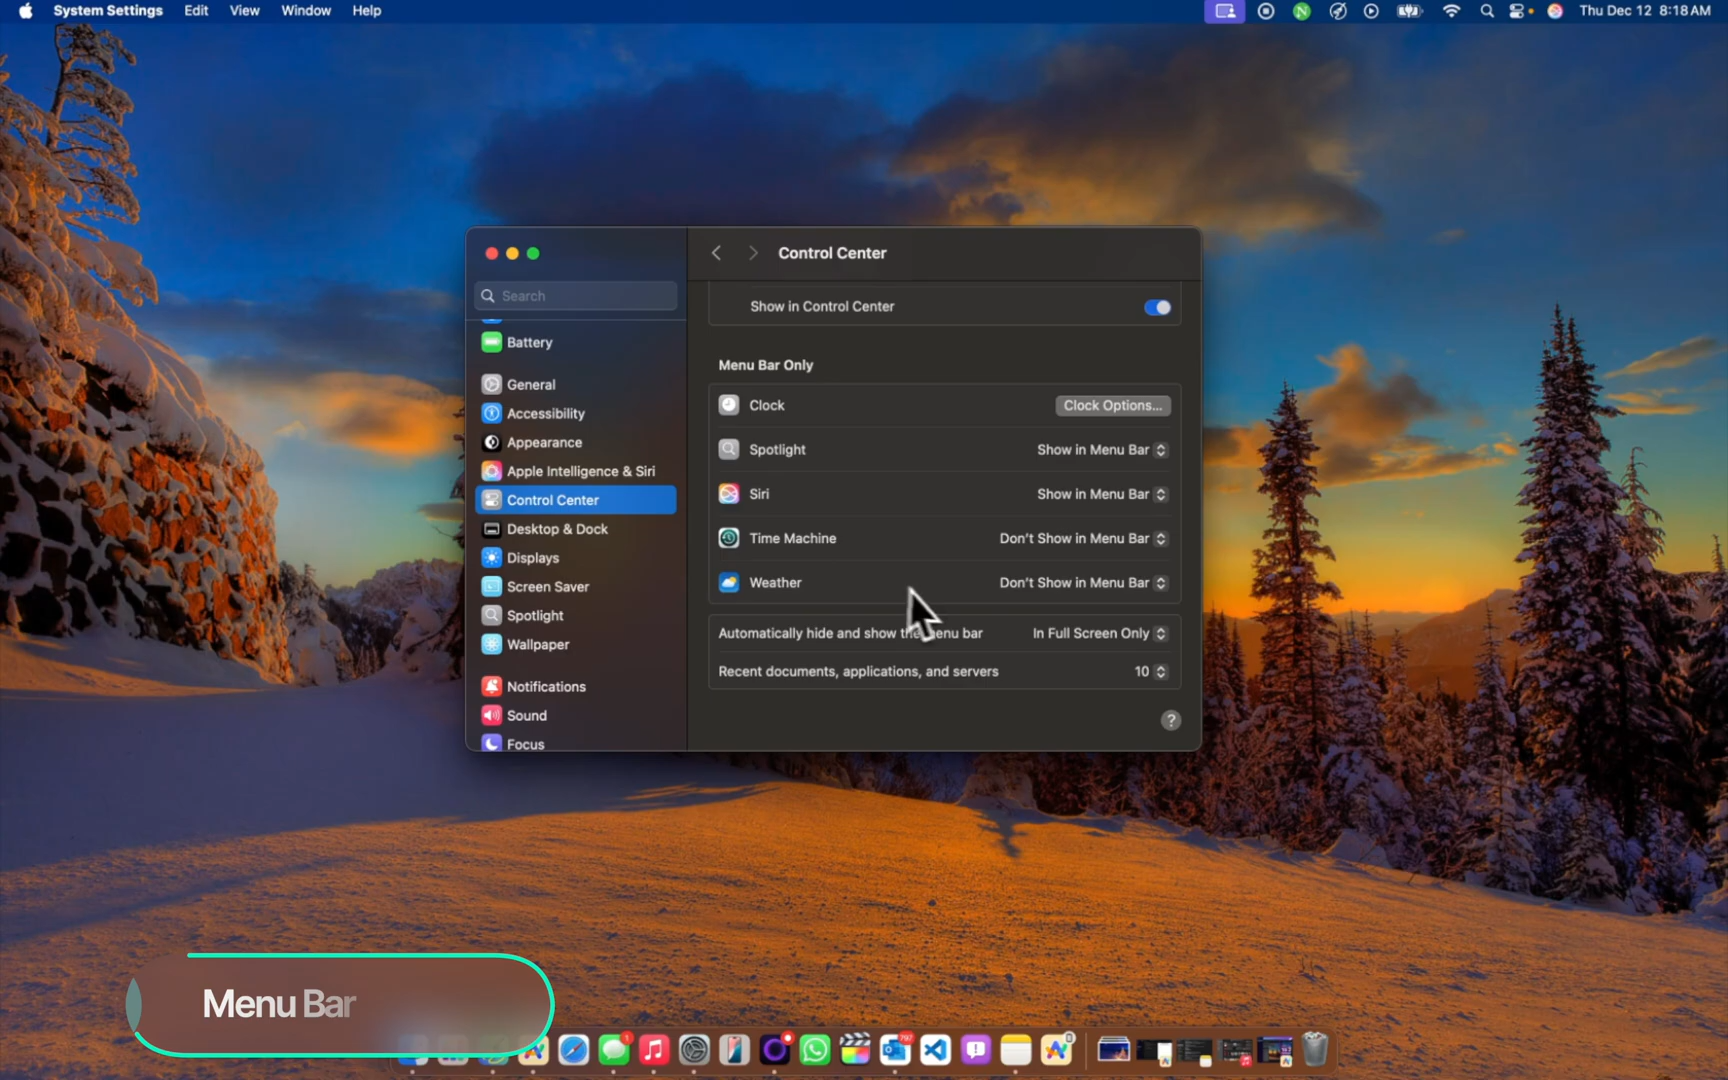 System Settings Edit View Window Help
Thu Dec 12 8:18 AM
Control Center
Search
Show in Control Center
Battery
General
Accessibility
Appearance
Apple Intelligence & Siri
Control Center
Desktop & Dock
Displays
Screen Saver
Spotlight
Wallpaper
Notifications
Sound
Focus
Menu Bar Only
Clock Clock Options...
Spotlight Show in Menu Bar
Siri Show in Menu Bar
Time Machine Don't Show in Menu Bar
Weather Don't Show in Menu Bar
Automatically hide and show the menu bar In Full Screen Only
Recent documents, applications, and servers 10
?
Menu Bar
1
797